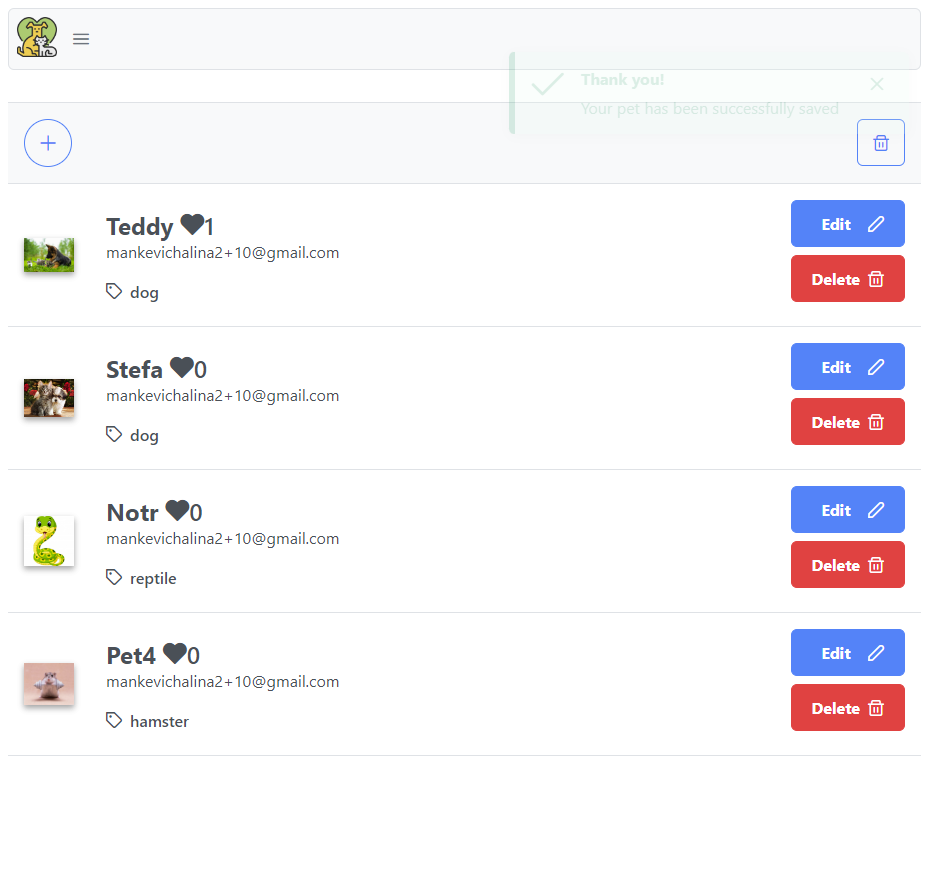 Thank you!
Your pet has been successfully saved
Teddy 1
mankevichalina2+10@gmail.com
dog
Edit
Delete
Stefa 0
mankevichalina2+10@gmail.com
dog
Edit
Delete
Notr 0
mankevichalina2+10@gmail.com
reptile
Edit
Delete
Pet4 0
mankevichalina2+10@gmail.com
hamster
Edit
Delete